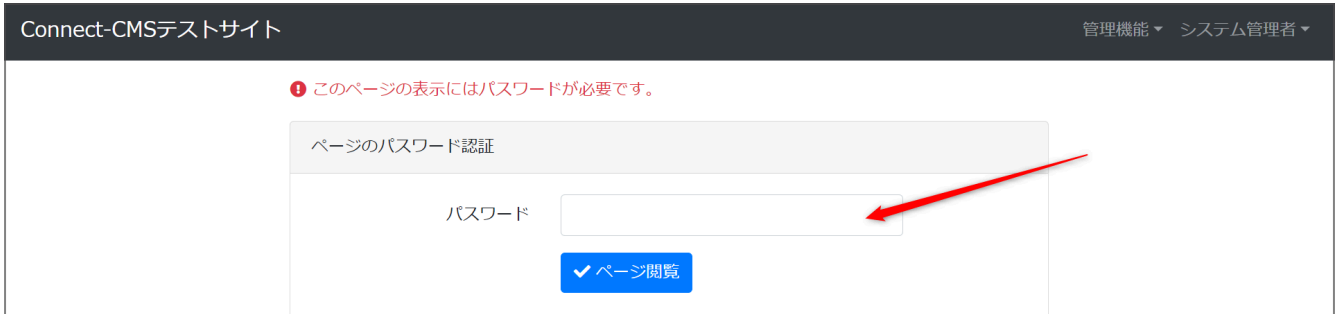 Connect-CMSテストサイト 管理機能 システム管理者
このページの表示にはパスワードが必要です。
ページのパスワード認証
パスワード
ページ閲覧